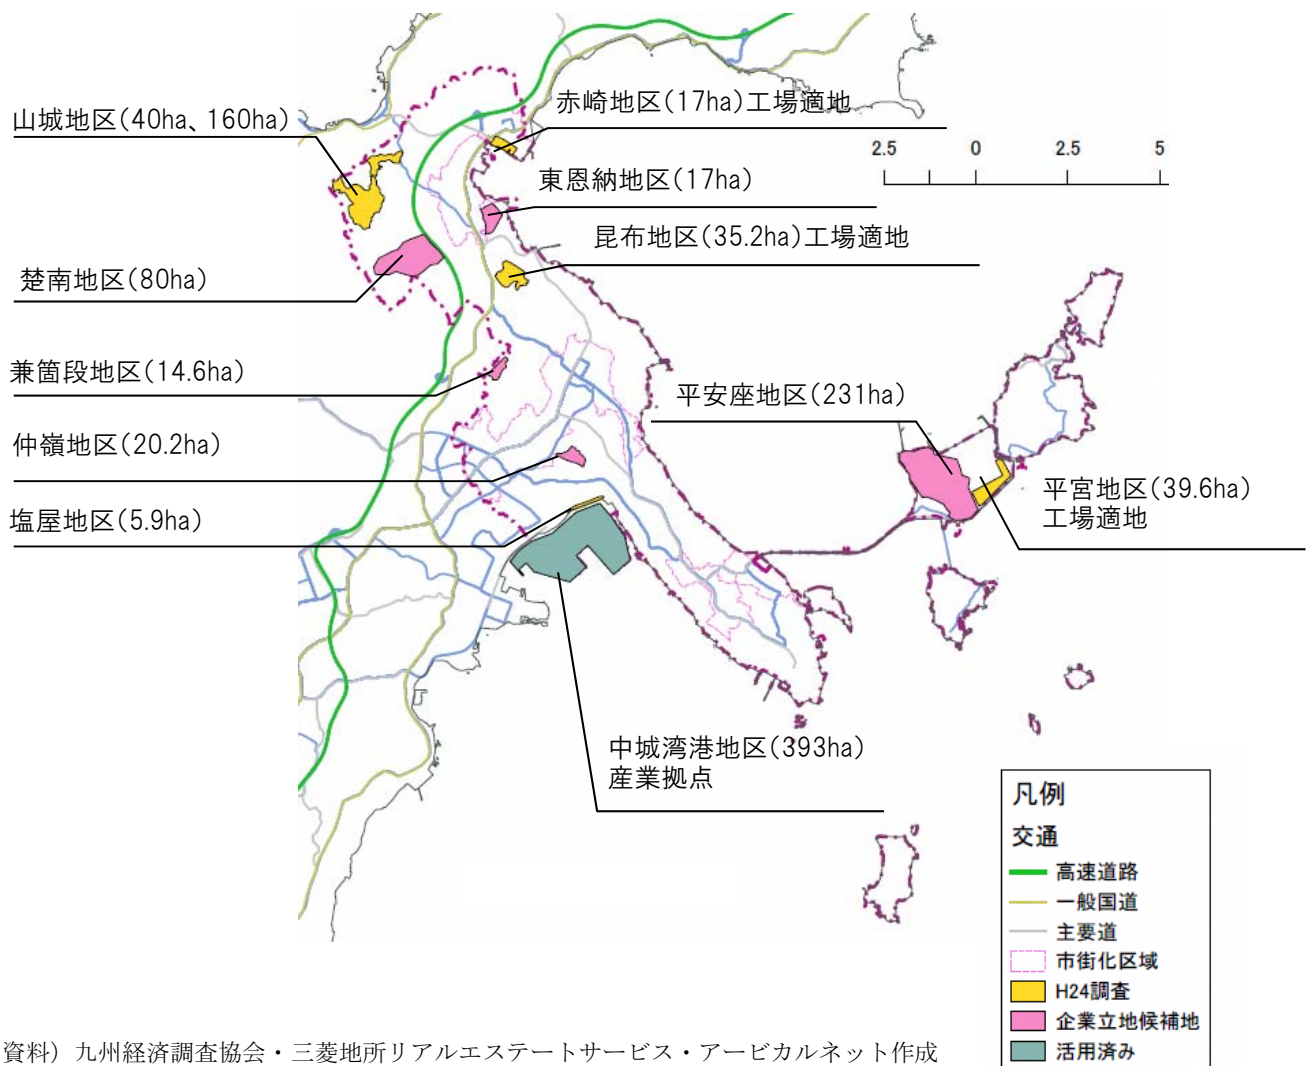 山城地区(40ha、160ha)
赤崎地区(17ha)工場適地
2.5 0 2.5 5
東恩納地区(17ha)
昆布地区(35.2ha)工場適地
楚南地区(80ha)
兼箇段地区(14.6ha)
平安座地区(231ha)
仲嶺地区(20.2ha)
平宮地区(39.6ha)
工場適地
塩屋地区(5.9ha)
中城湾港地区(393ha)
産業拠点
凡例
交通
高速道路
一般国道
主要道
市街化区域
H24調査
企業立地候補地
活用済み
資料）九州経済調査協会・三菱地所リアルエステートサービス・アービカルネット作成